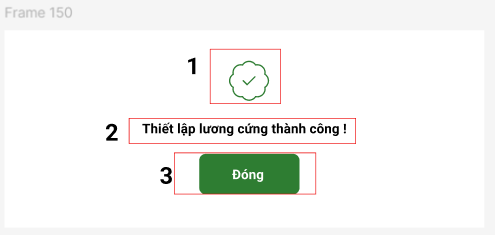 Frame 150
1
2 Thiết lập lương cứng thành công !
3 Đóng